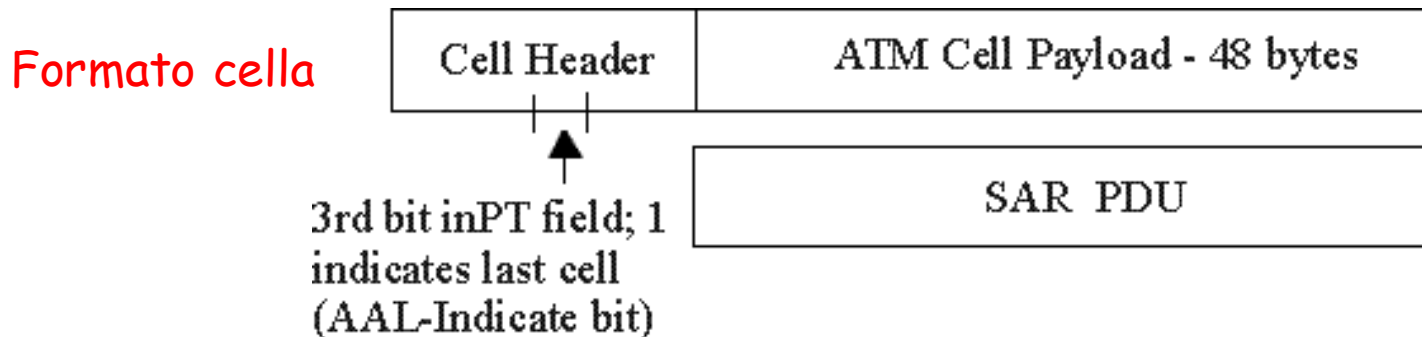 Formato cella
Cell Header
ATM Cell Payload - 48 bytes
SAR PDU
3rd bit inPT field; 1
indicates last cell
(AAL-Indicate bit)